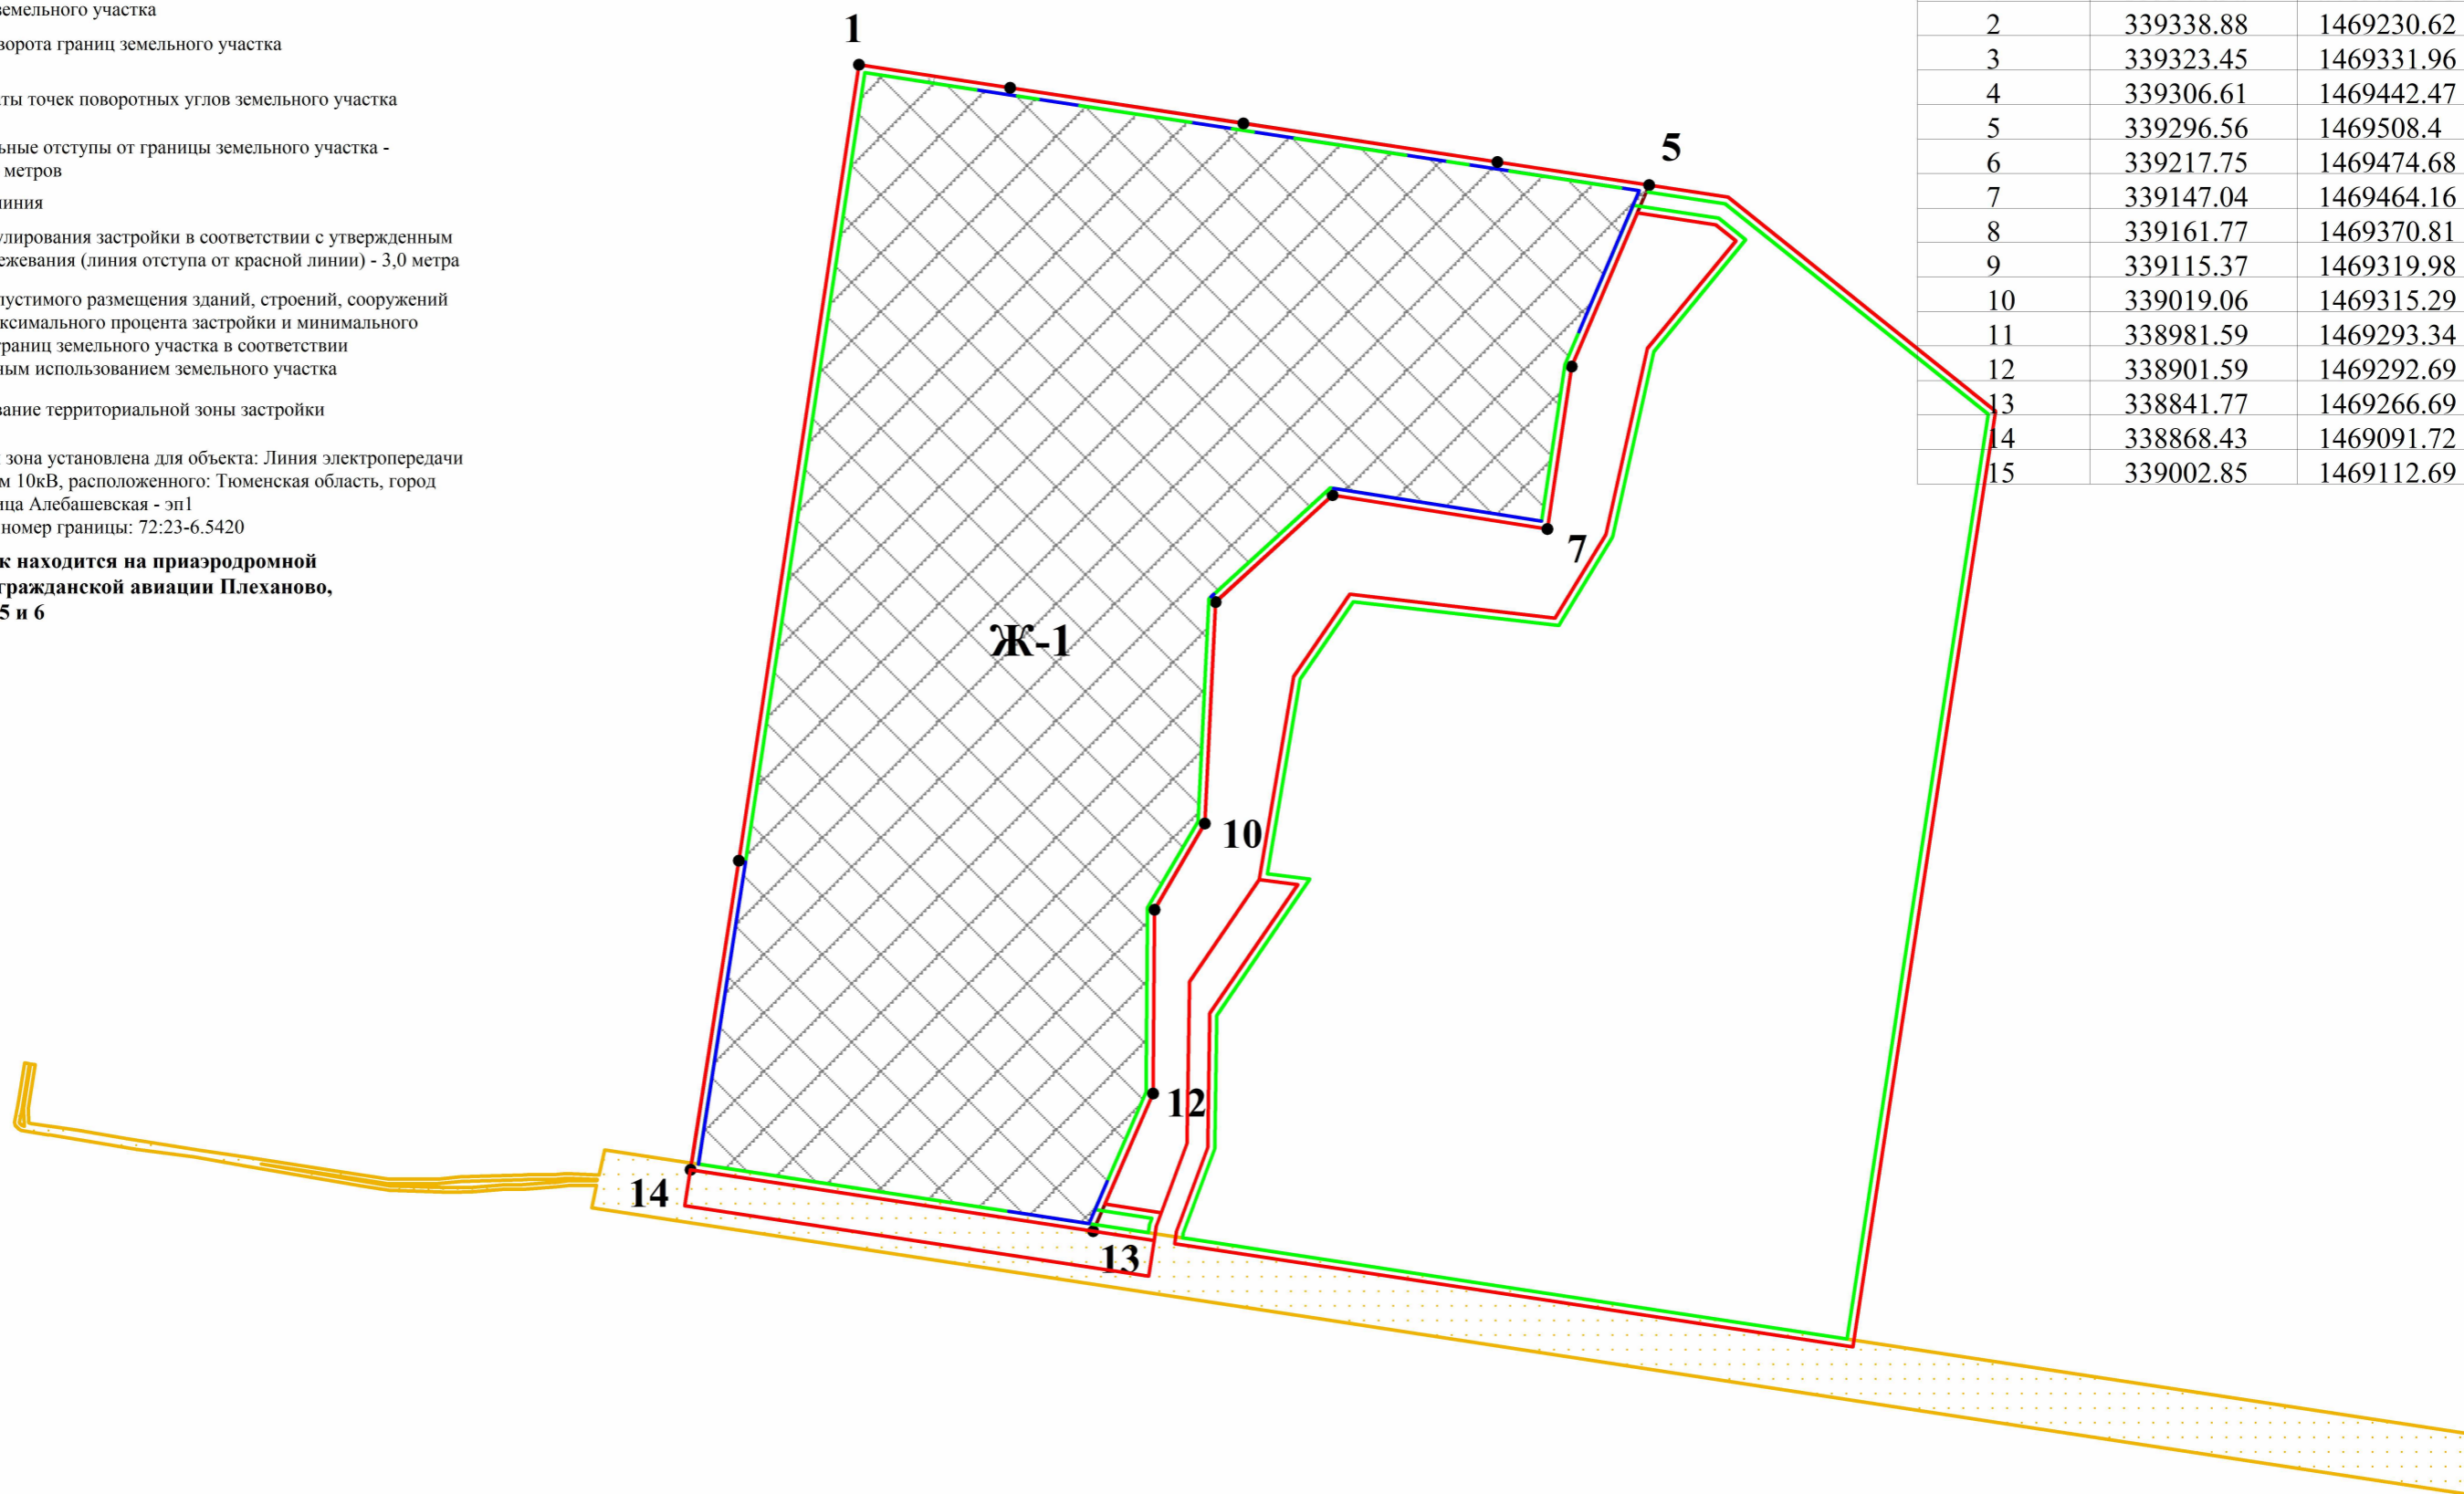 земельного участка
ворота границ земельного участка
ты точек поворотных углов земельного участка
ьные отступы от границы земельного участка -
метров
иния
улирования застройки в соответствии с утвержденным
ежевания (линия отступа от красной линии) - 3,0 метра
пустимого размещения зданий, строений, сооружений
ксимального процента застройки и минимального
раниц земельного участка в соответствии
ным использованием земельного участка
вание территориальной зоны застройки
зона установлена для объекта: Линия электропередачи
м 10кВ, расположенного: Тюменская область, город
ица Алебашевская - эп1
номер границы: 72:23-6.5420
к находится на приаэродромной
гражданской авиации Плеханово,
5 и 6
1
5
7
Ж-1
10
12
14
13
2 339338.88 1469230.62
3 339323.45 1469331.96
4 339306.61 1469442.47
5 339296.56 1469508.4
6 339217.75 1469474.68
7 339147.04 1469464.16
8 339161.77 1469370.81
9 339115.37 1469319.98
10 339019.06 1469315.29
11 338981.59 1469293.34
12 338901.59 1469292.69
13 338841.77 1469266.69
14 338868.43 1469091.72
15 339002.85 1469112.69